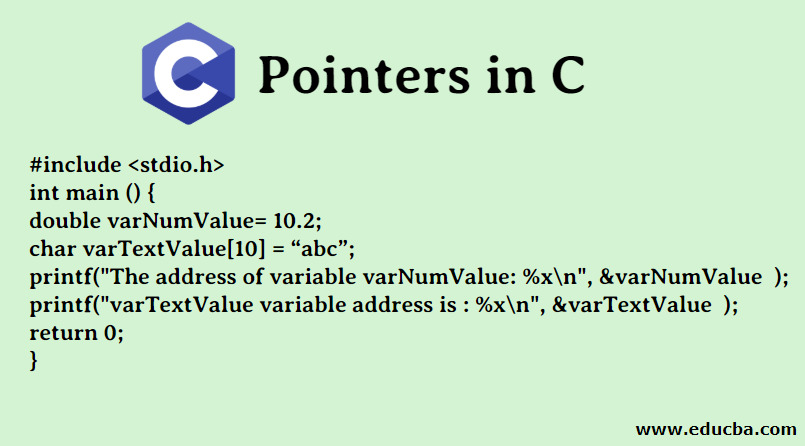 Pointers in C
#include <stdio.h>
int main () {
double varNumValue= 10.2;
char varTextValue[10] = “abc”;
printf("The address of variable varNumValue: %x\n", &varNumValue  );
printf("varTextValue variable address is : %x\n", &varTextValue  );
return 0;
}
www.educba.com